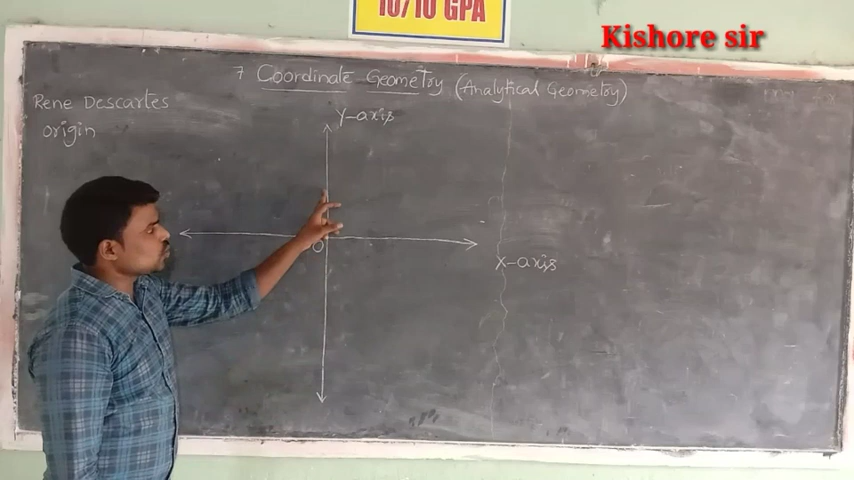 10/10 GPA
Kishore sir
7 Coordinate Geometry (Analytical Geometry)
Rene Descartes
origin
Y-axis
O
X-axis